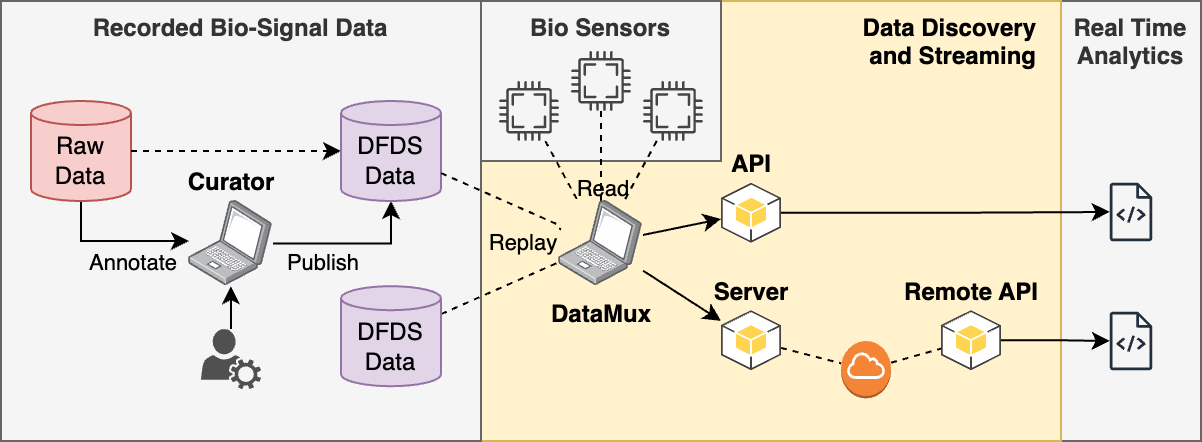 Recorded Bio-Signal Data
Bio Sensors
Data Discovery
and Streaming
Real Time
Analytics
Raw
Data
DFDS
Data
Curator
Annotate
Publish
DFDS
Data
Read
Replay
DataMux
API
Server
Remote API
</>
</>